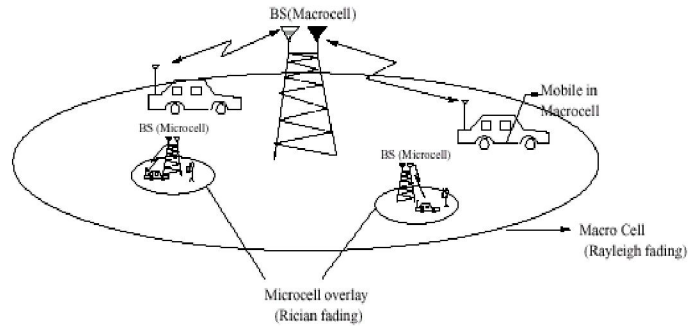 BS(Macrocell)
Mobile in
Macrocell
BS (Microcell)
BS (Microcell)
Macro Cell
(Rayleigh fading)
Microcell overlay
(Rician fading)